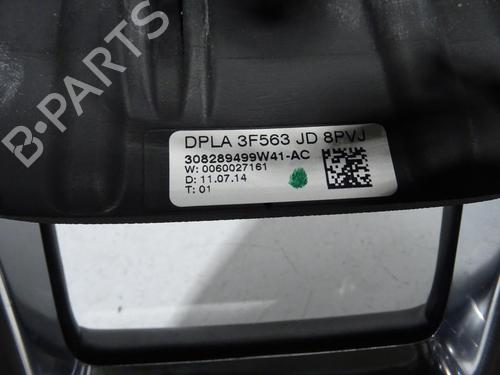 B-PARTS
DPLA 3F563 JD 8PVJ
308289499W41-AC
W: 0060027161
D: 11.07.14
T: 01